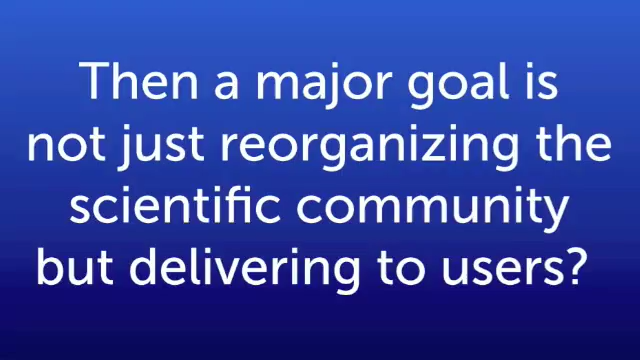 Then a major goal is
not just reorganizing the
scientific community
but delivering to users?